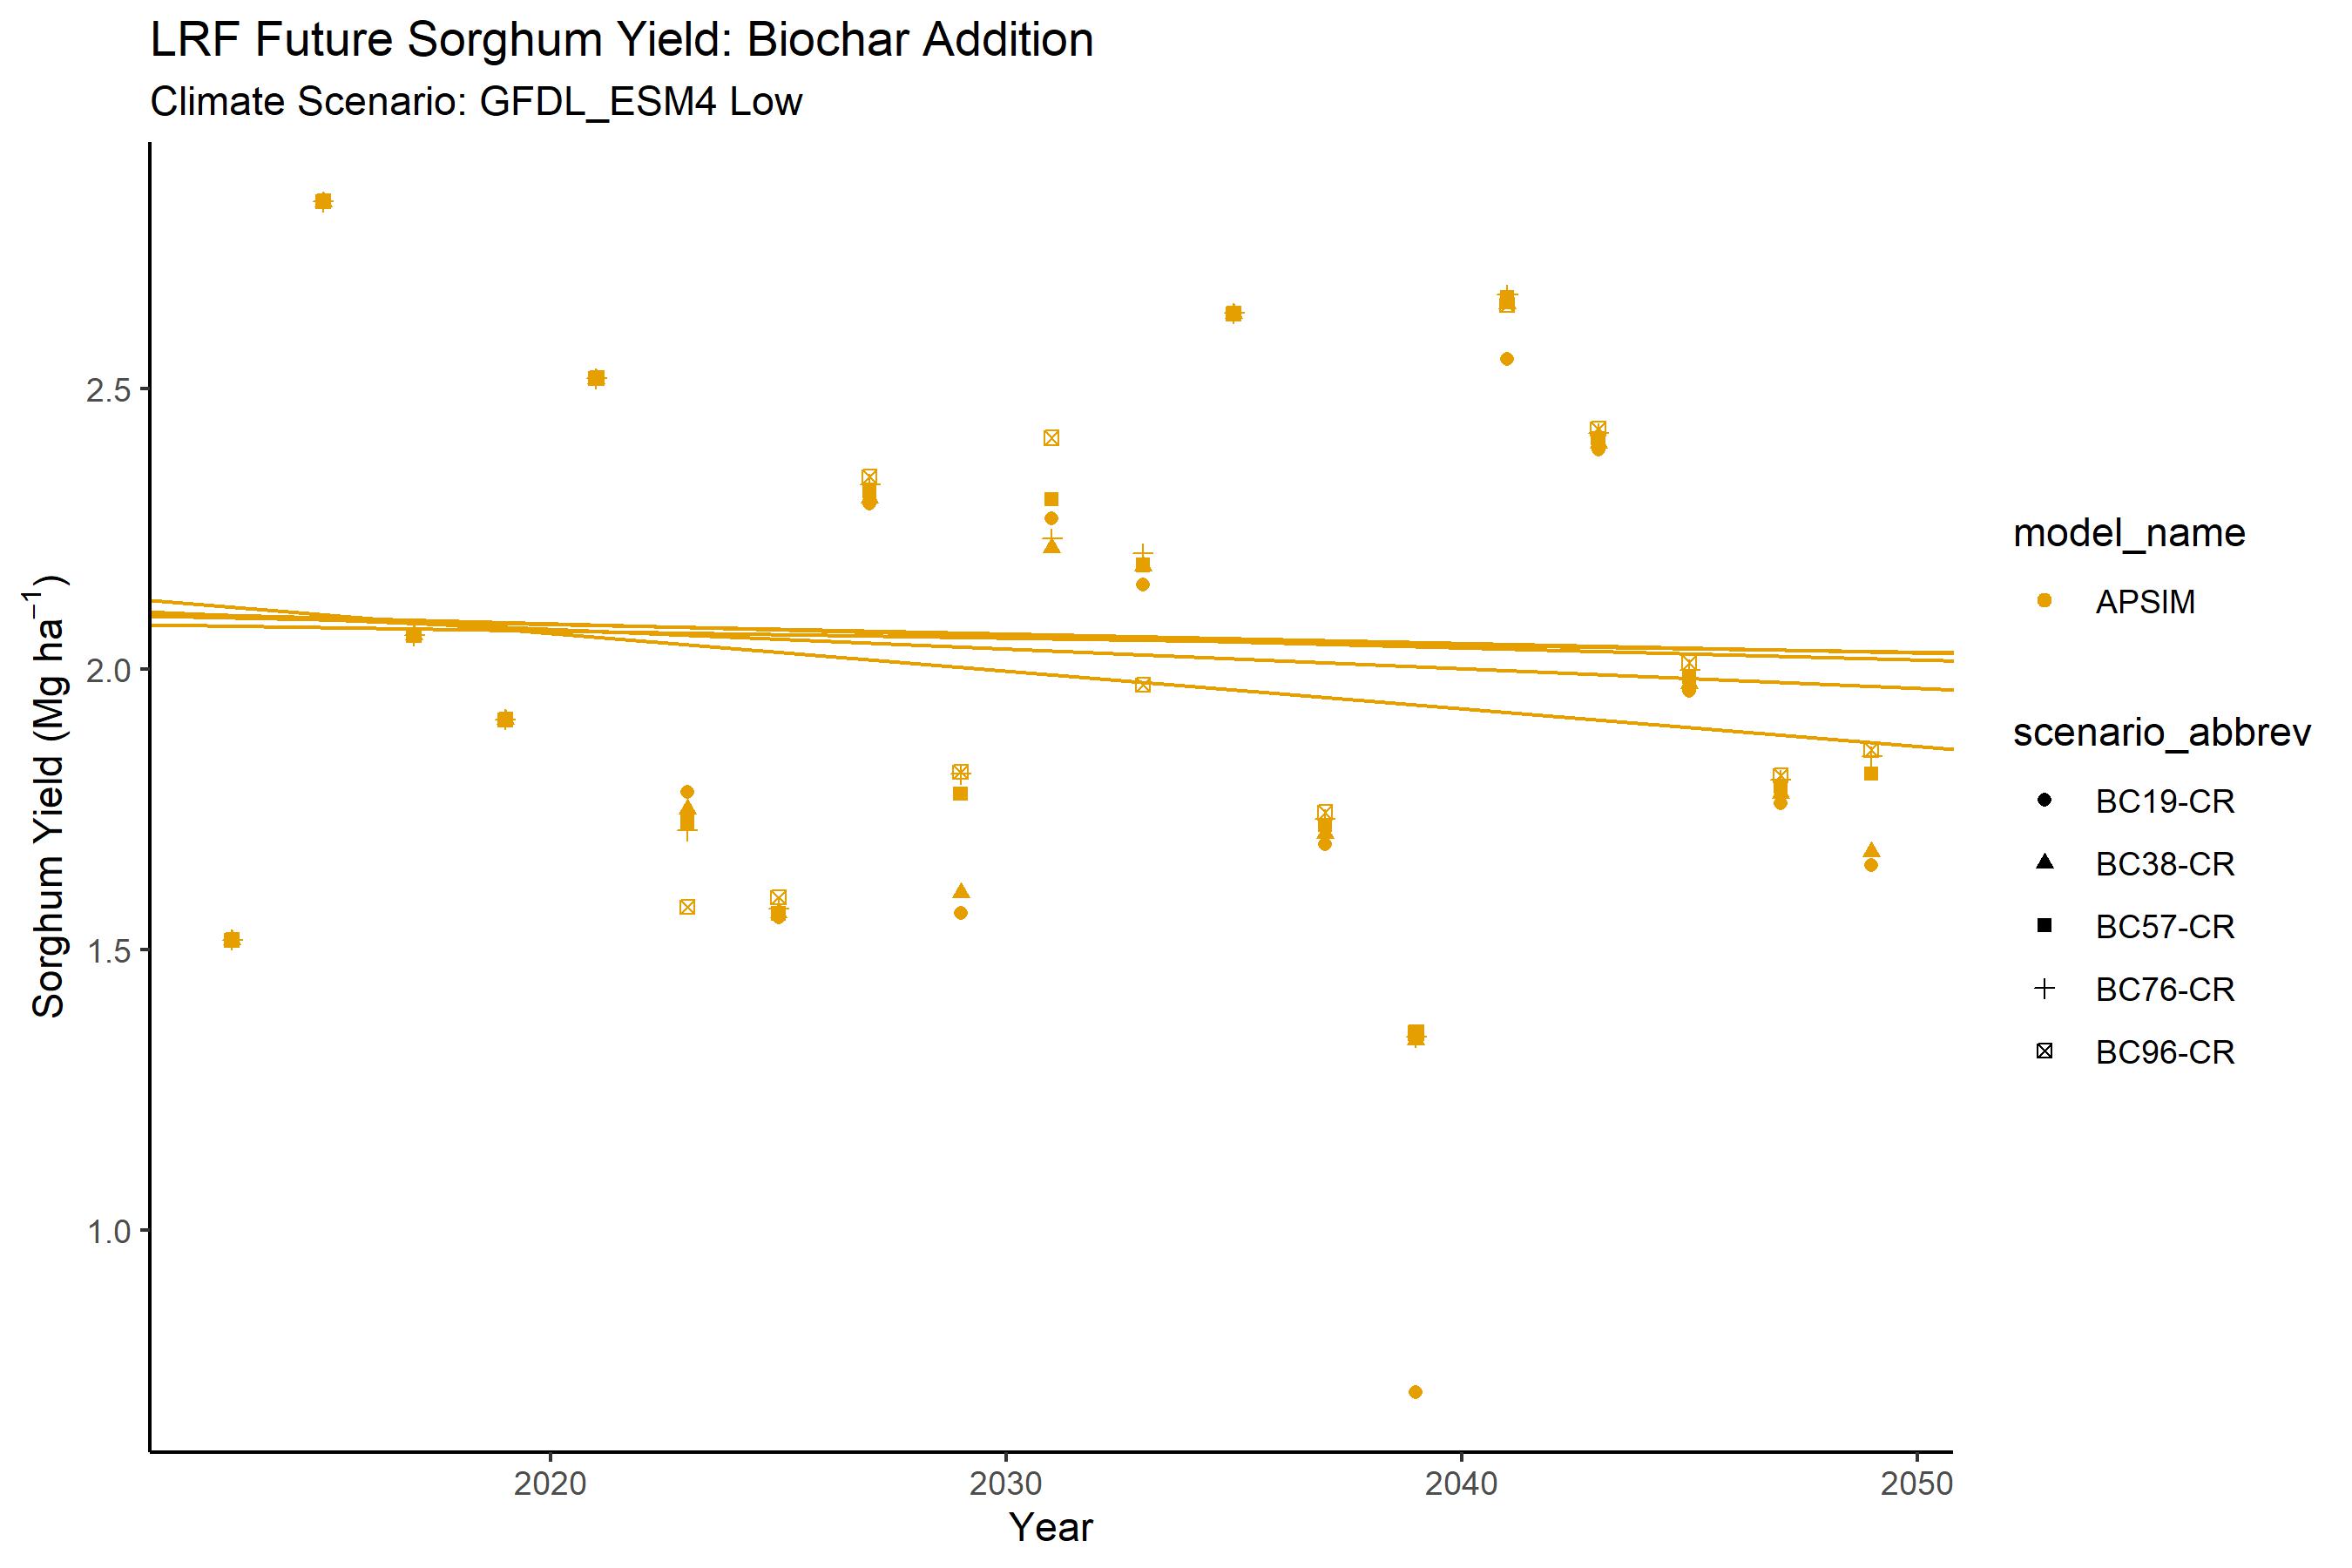 LRF Future Sorghum Yield: Biochar Addition
Climate Scenario: GFDL_ESM4 Low
Sorghum Yield (Mg ha⁻¹)
2.5
2.0
1.5
1.0
2020
2030
2040
2050
Year
model_name
APSIM
scenario_abbrev
BC19-CR
BC38-CR
BC57-CR
BC76-CR
BC96-CR